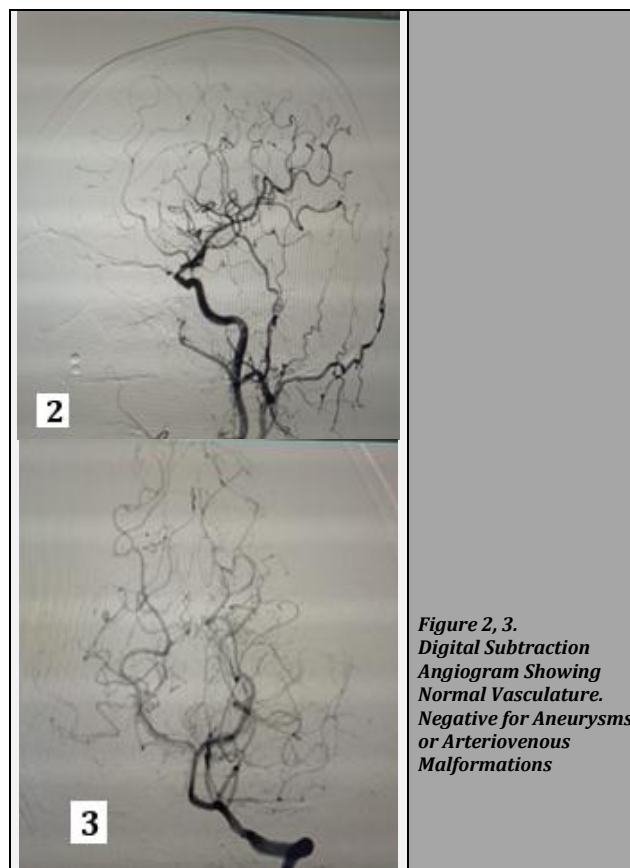 2
3
Figure 2, 3.
Digital Subtraction
Angiogram Showing
Normal Vasculature.
Negative for Aneurysms
or Arteriovenous
Malformations